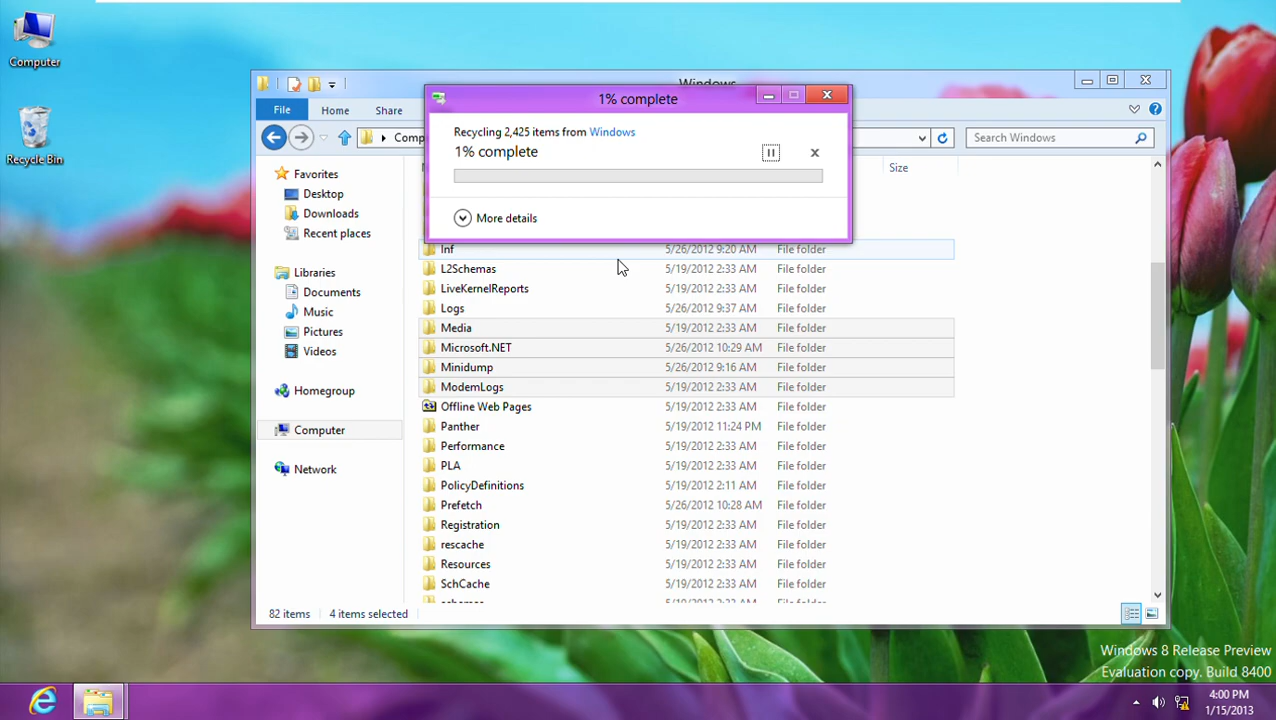 Computer
Recycle Bin
Windows
File
Home
Share
Comp
Search Windows
1% complete
Recycling 2,425 items from Windows
1% complete
More details
Size
Favorites
Desktop
Downloads
Recent places
Libraries
Documents
Music
Pictures
Videos
Homegroup
Computer
Network
Inf 5/26/2012 9:20 AM File folder
L2Schemas 5/19/2012 2:33 AM File folder
LiveKernelReports 5/19/2012 2:33 AM File folder
Logs 5/26/2012 9:37 AM File folder
Media 5/19/2012 2:33 AM File folder
Microsoft.NET 5/26/2012 10:29 AM File folder
Minidump 5/26/2012 9:16 AM File folder
ModemLogs 5/19/2012 2:33 AM File folder
Offline Web Pages 5/19/2012 2:33 AM File folder
Panther 5/19/2012 11:24 PM File folder
Performance 5/19/2012 2:33 AM File folder
PLA 5/19/2012 2:33 AM File folder
PolicyDefinitions 5/19/2012 2:11 AM File folder
Prefetch 5/26/2012 10:28 AM File folder
Registration 5/19/2012 2:33 AM File folder
rescache 5/19/2012 2:33 AM File folder
Resources 5/19/2012 2:33 AM File folder
SchCache 5/19/2012 2:33 AM File folder
82 items 4 items selected
Windows 8 Release Preview
Evaluation copy. Build 8400
4:00 PM
1/15/2013